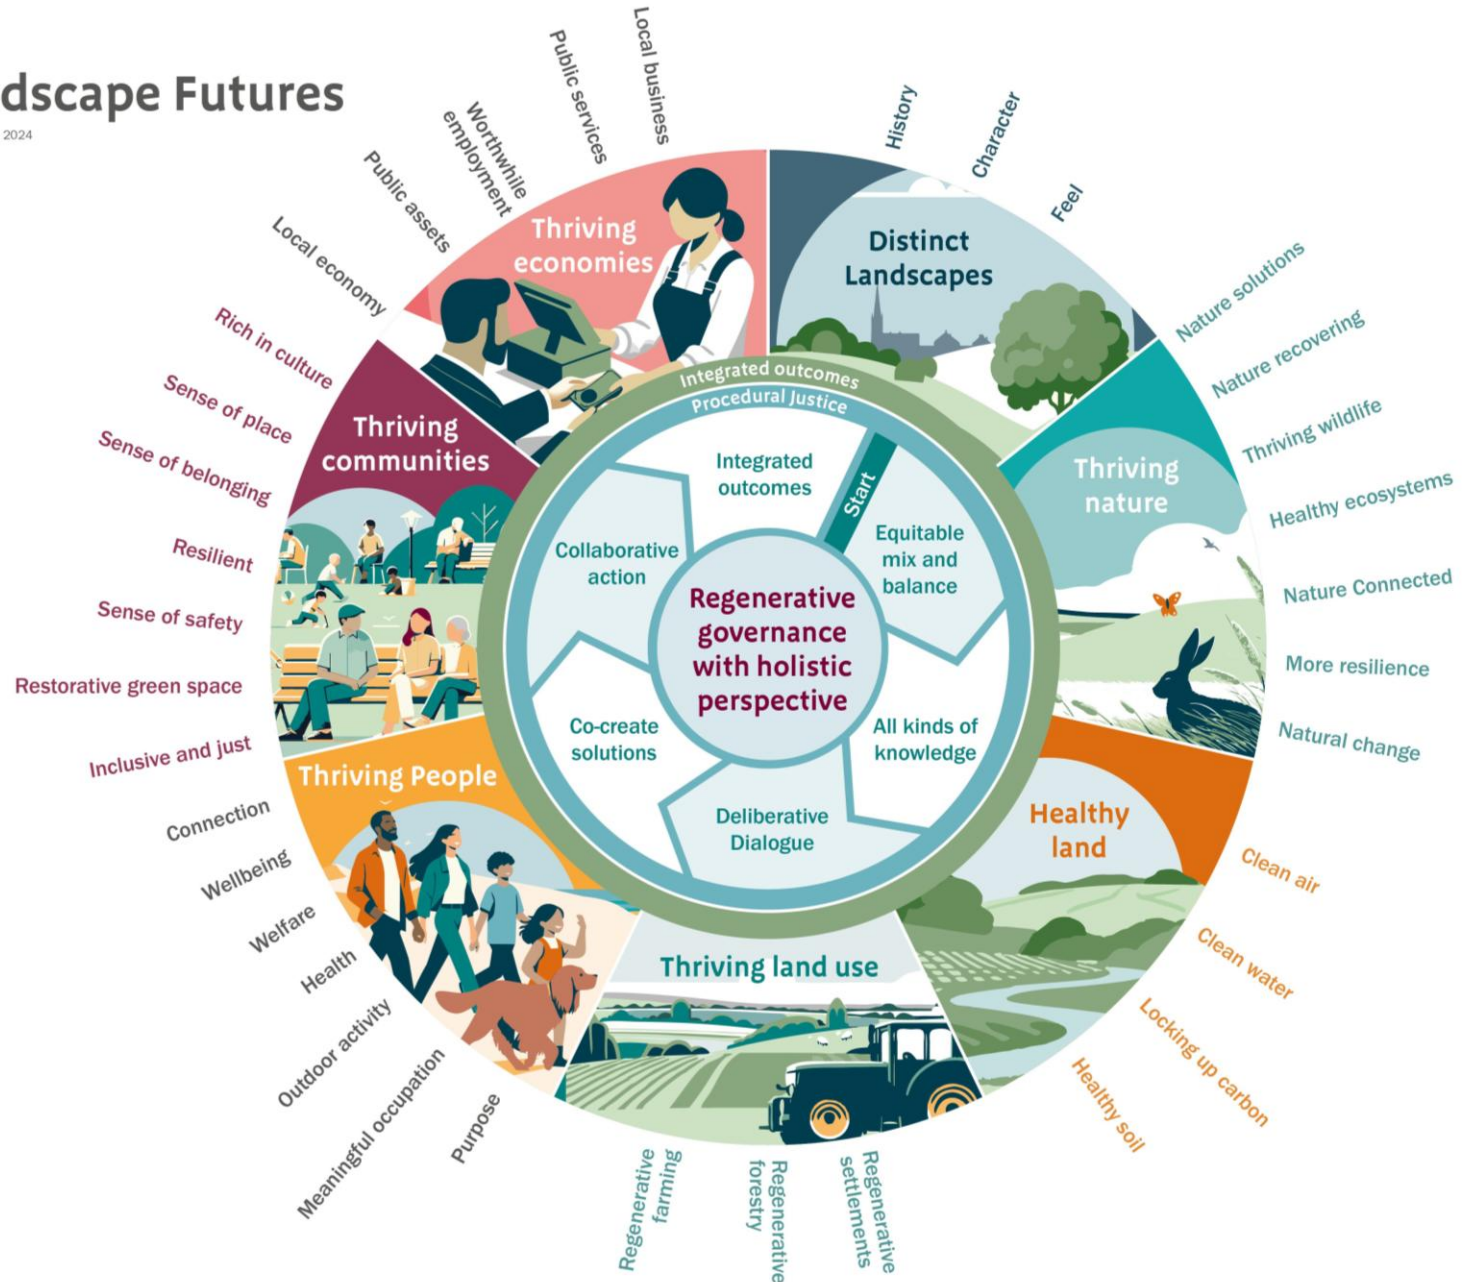 dscape Futures
2024
Local business
Public services
Worthwhile
employment
Public assets
Local economy
Thriving
economies
History
Character
Feel
Distinct
Landscapes
Nature solutions
Nature recovering
Thriving wildlife
Healthy ecosystems
Nature Connected
More resilience
Natural change
Thriving
nature
Clean air
Clean water
Locking up carbon
Healthy soil
Healthy
land
Thriving land use
Regenerative
farming
Regenerative
forestry
Regenerative
settlements
Thriving People
Connection
Wellbeing
Welfare
Health
Outdoor activity
Meaningful occupation
Purpose
Thriving
communities
Rich in culture
Sense of place
Sense of belonging
Resilient
Sense of safety
Restorative green space
Inclusive and just
Integrated outcomes
Procedural Justice
Start
Equitable
mix and
balance
All kinds of
knowledge
Deliberative
Dialogue
Co-create
solutions
Collaborative
action
Integrated
outcomes
Regenerative
governance
with holistic
perspective